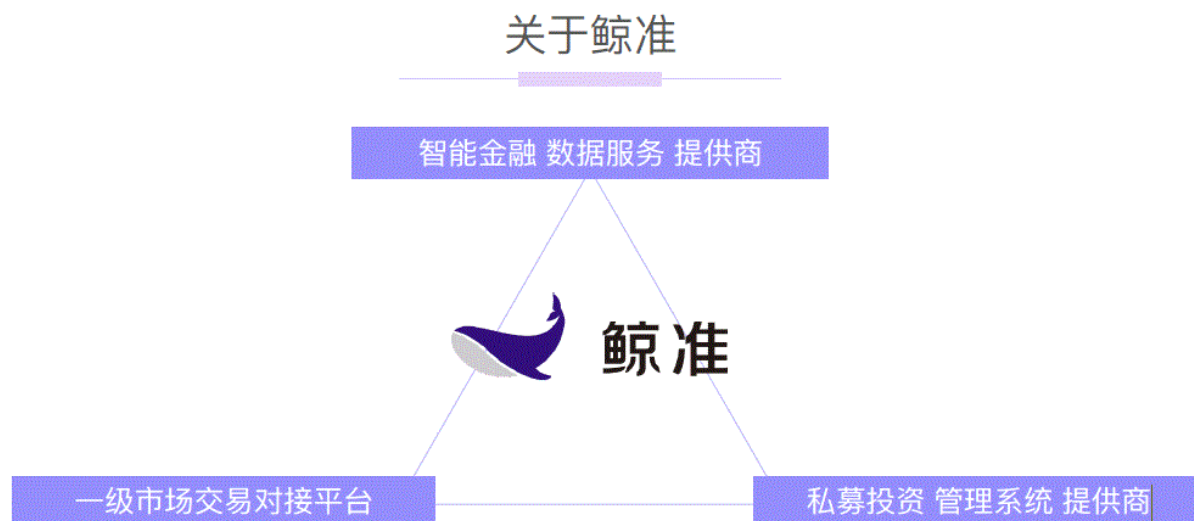 关于鲸准
智能金融 数据服务 提供商
鲸准
一级市场交易对接平台
私募投资 管理系统 提供商